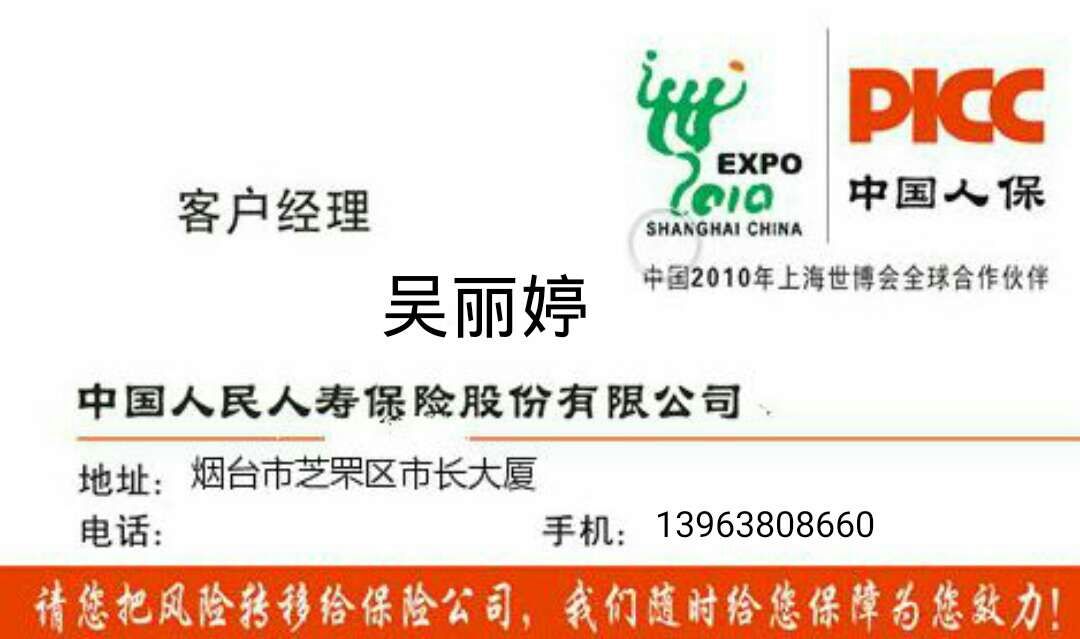 EXPO
2010
SHANGHAI CHINA
PICC
中国人保
中国2010年上海世博会全球合作伙伴
客户经理
吴丽婷
中国人民人寿保险股份有限公司
地址：烟台市芝罘区市长大厦
电话：
手机：13963808660
请您把风险转移给保险公司，我们随时给您保障为您效力！